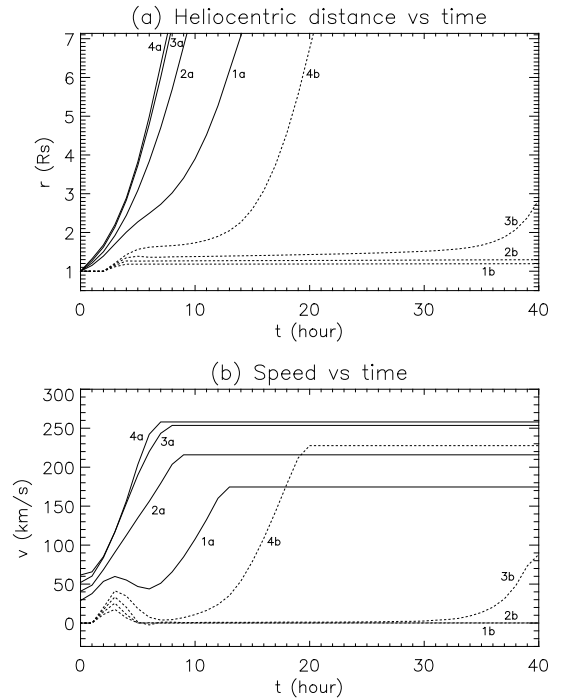 (a) Heliocentric distance vs time
7
6
5
4
3
2
1
r (Rs)
4a
3a
2a
1a
4b
3b
2b
1b
0
10
20
30
40
t (hour)
(b) Speed vs time
300
250
200
150
100
50
0
v (km/s)
4a
3a
2a
1a
4b
3b
2b
1b
0
10
20
30
40
t (hour)